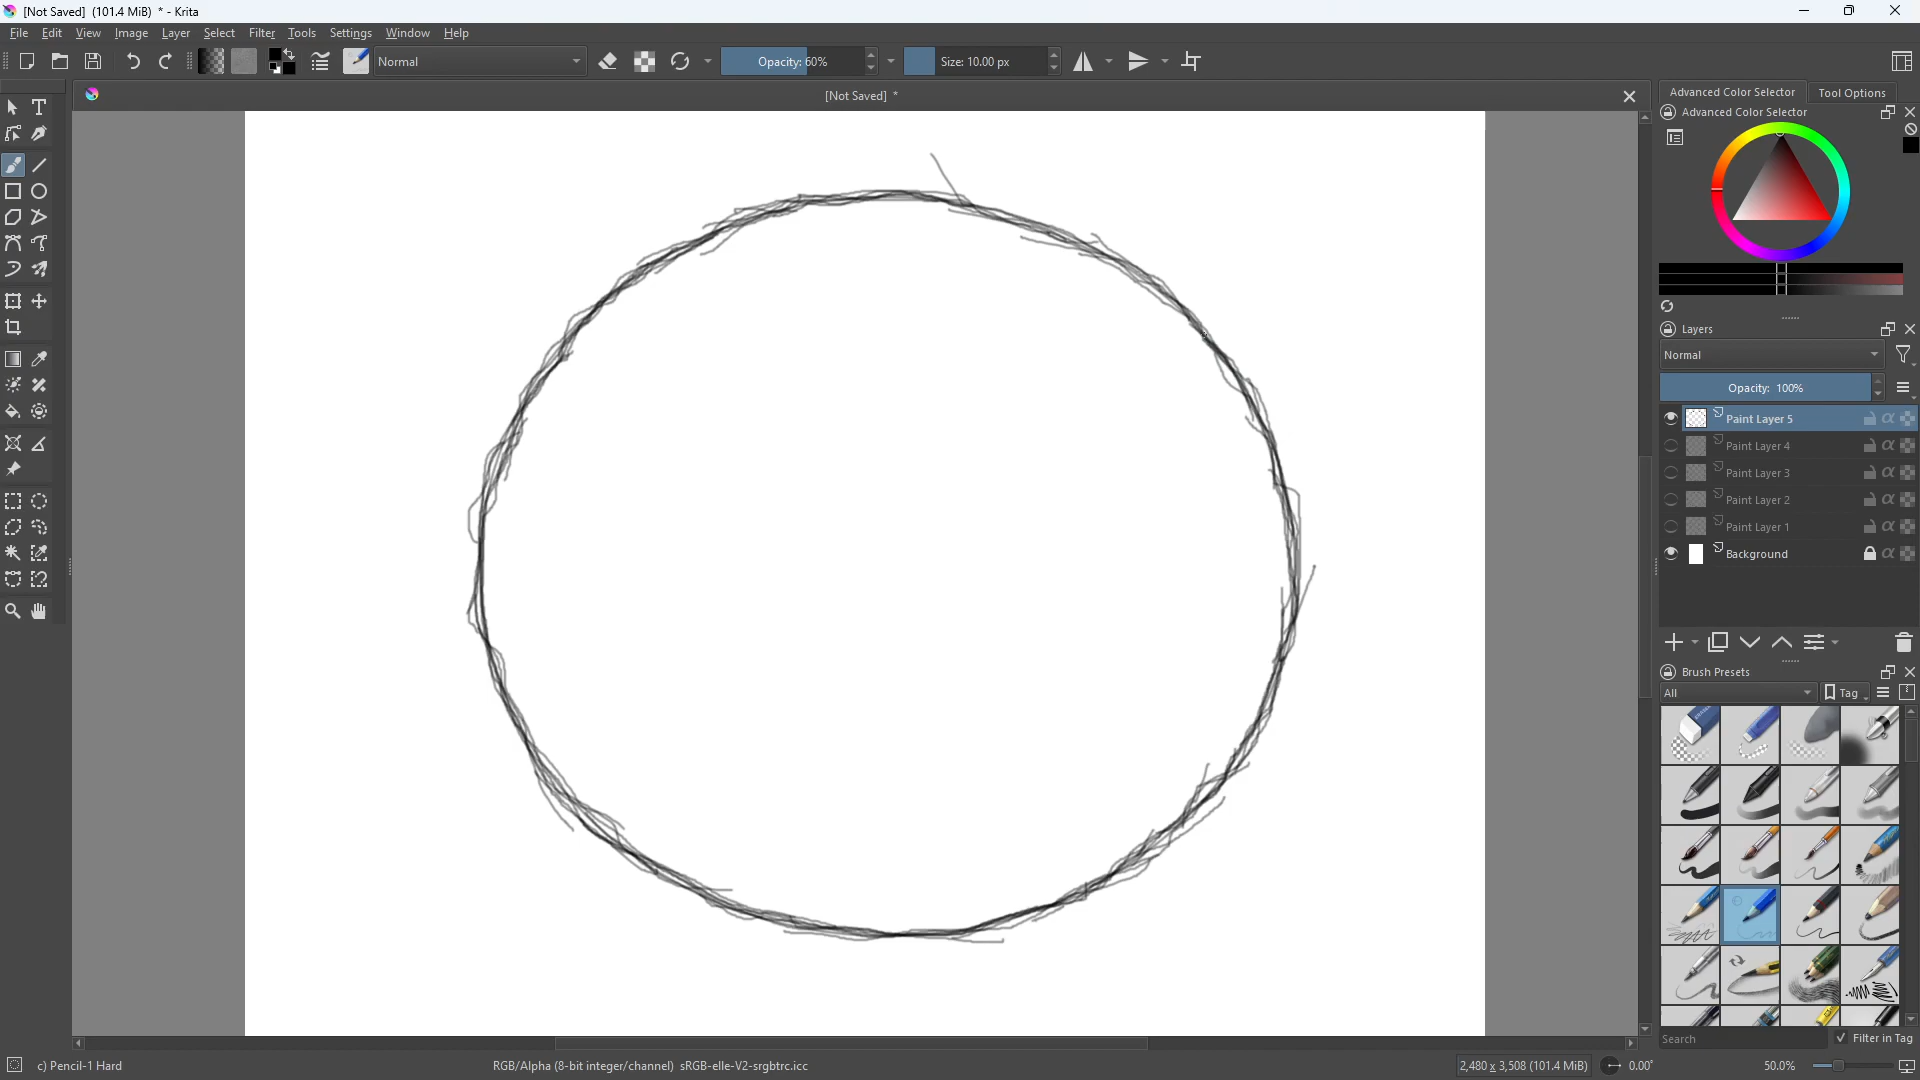 [Not Saved] (101.4 MiB) * - Krita
File Edit View Image Layer Select Filter Tools Settings Window Help
Normal Opacity: 60% Size: 10.00 px
[Not Saved] *
Advanced Color Selector Tool Options
Advanced Color Selector
Layers
Normal
Opacity: 100%
Paint Layer 5
Paint Layer 4
Paint Layer 3
Paint Layer 2
Paint Layer 1
Background
Brush Presets
All Tag
Search Filter in Tag
c) Pencil-1 Hard RGB/Alpha (8-bit integer/channel) sRGB-elle-V2-srgbtrc.icc 2,480 x 3,508 (101.4 MiB) 0.00° 50.0%